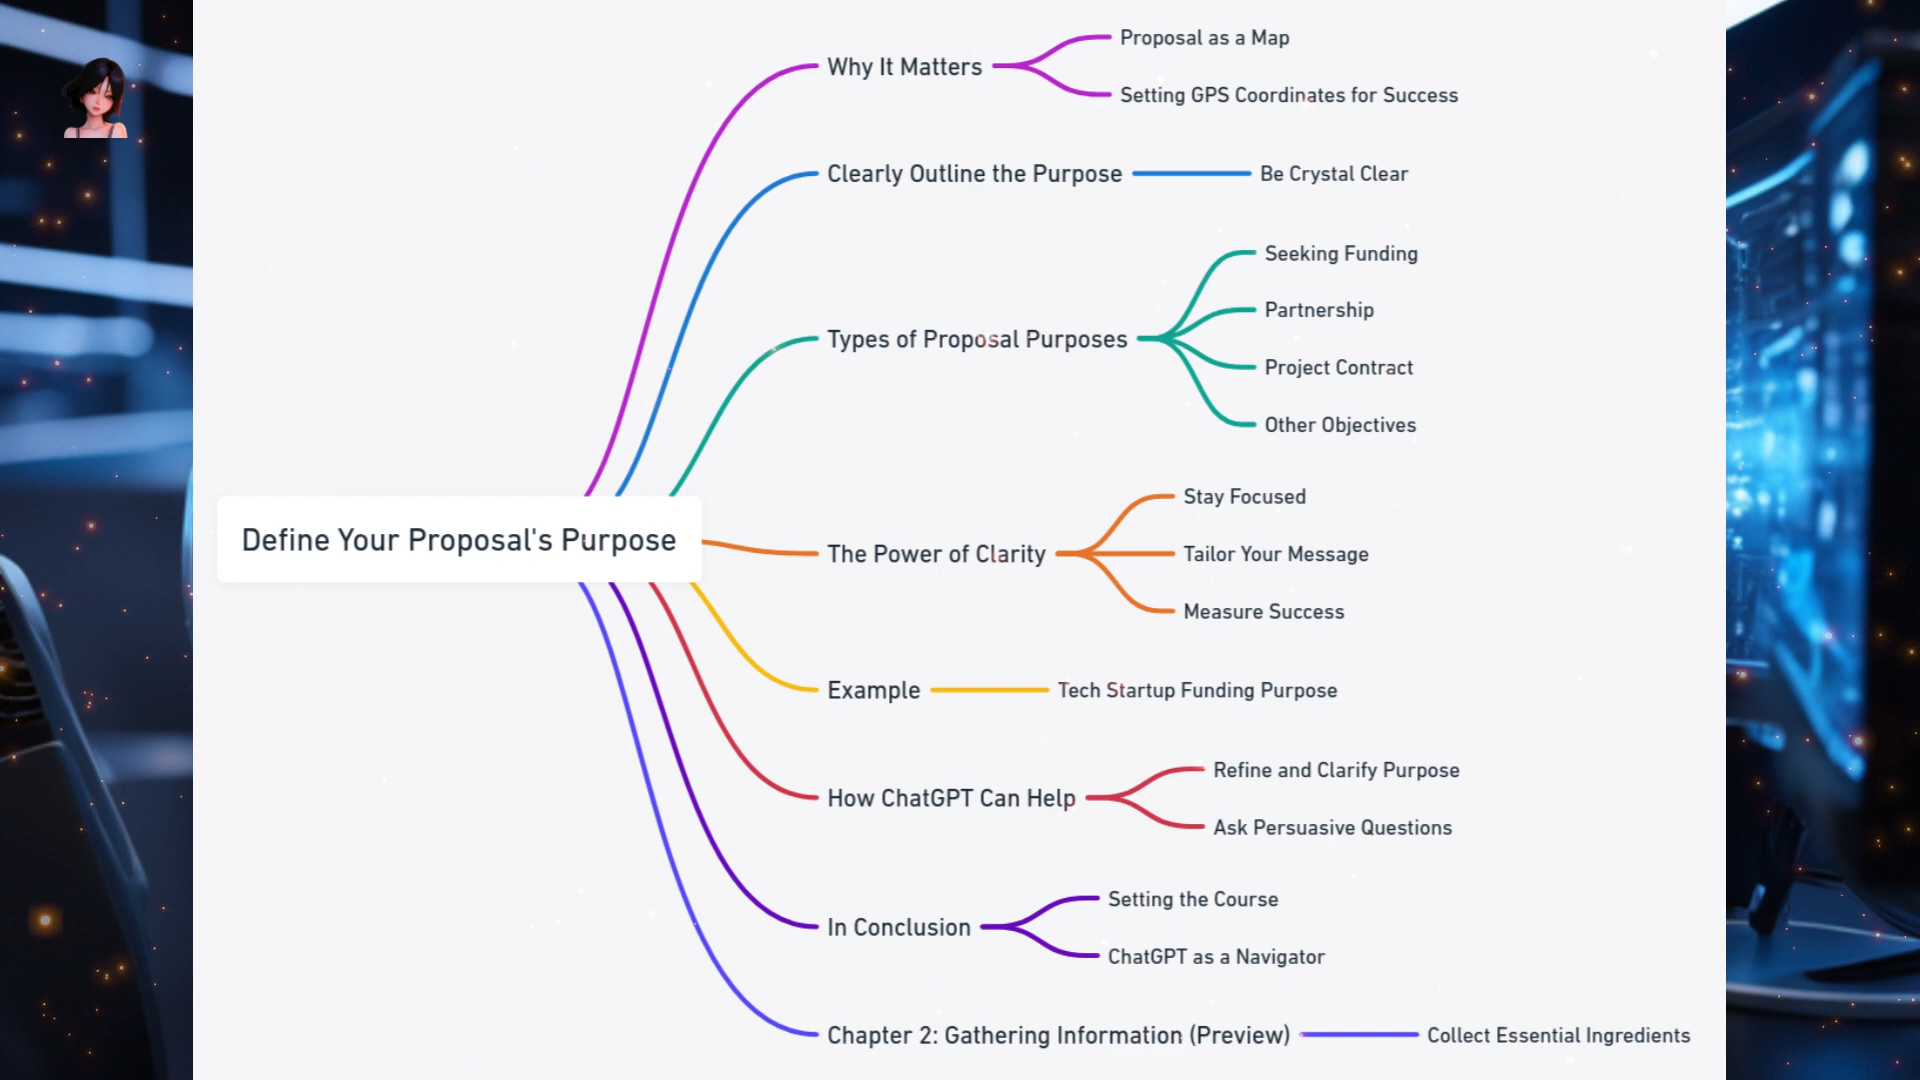 Define Your Proposal's Purpose
Why It Matters
Proposal as a Map
Setting GPS Coordinates for Success
Clearly Outline the Purpose
Be Crystal Clear
Types of Proposal Purposes
Seeking Funding
Partnership
Project Contract
Other Objectives
The Power of Clarity
Stay Focused
Tailor Your Message
Measure Success
Example
Tech Startup Funding Purpose
How ChatGPT Can Help
Refine and Clarify Purpose
Ask Persuasive Questions
In Conclusion
Setting the Course
ChatGPT as a Navigator
Chapter 2: Gathering Information (Preview)
Collect Essential Ingredients